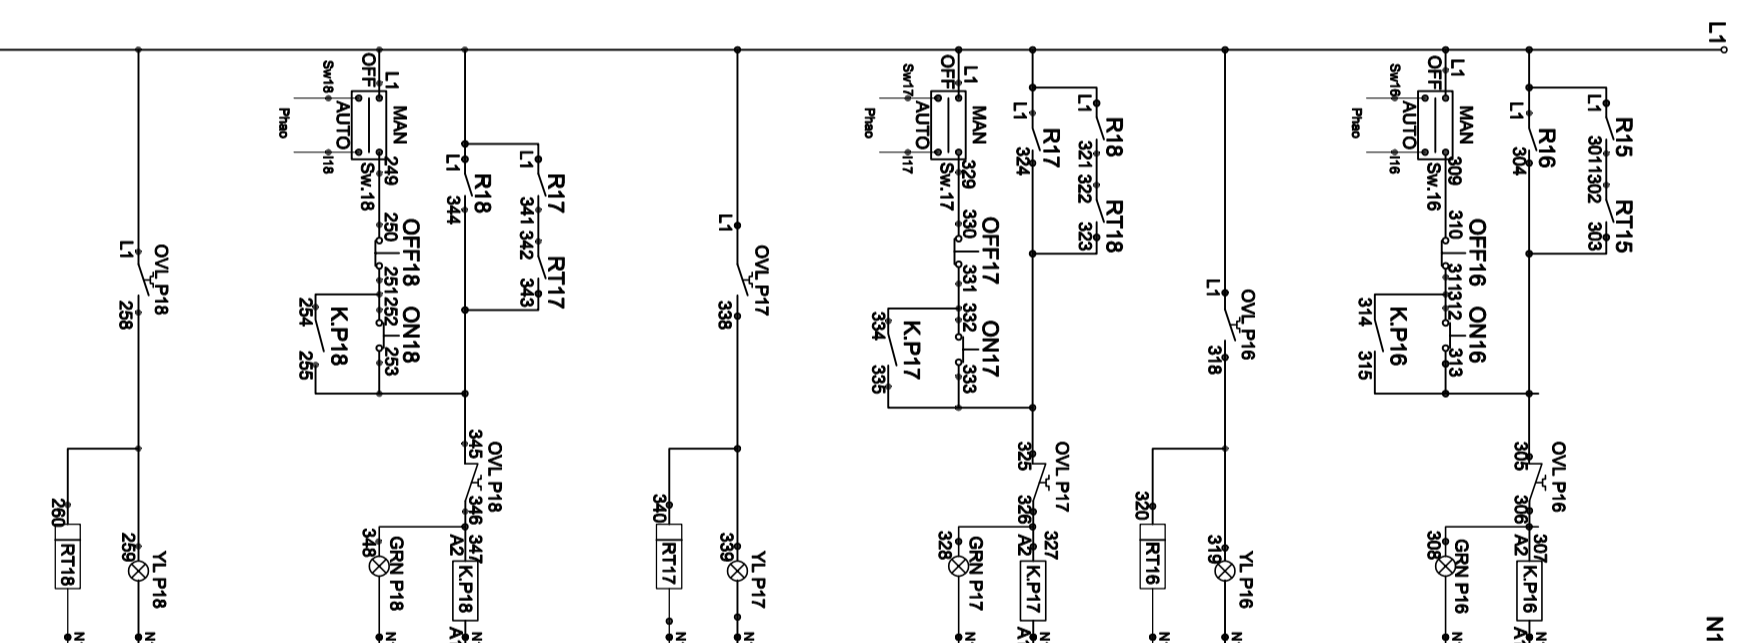 L1
N1
R15
L1
301
302
RT15
303
R16
L1
304
OVL P16
305
306
307
A2
K.P16
L1
OFF
MAN
AUTO
Sw16
I16
Phao
309
Sw.16
310
OFF16
311
312
ON16
313
314
K.P16
315
308
GRN P16
L1
OVL P16
318
320
RT16
319
YL P16
R18
L1
321
322
RT18
323
R17
L1
324
OVL P17
325
326
327
A2
K.P17
L1
OFF
MAN
AUTO
Sw17
I17
Phao
329
Sw.17
330
OFF17
331
332
ON17
333
334
K.P17
335
328
GRN P17
L1
OVL P17
338
340
RT17
339
YL P17
R17
L1
341
342
RT17
343
R18
L1
344
OVL P18
345
346
347
A2
K.P18
L1
OFF
MAN
AUTO
Sw18
I18
Phao
249
Sw.18
250
OFF18
251
252
ON18
253
254
K.P18
255
348
GRN P18
L1
OVL P18
258
260
RT18
259
YL P18